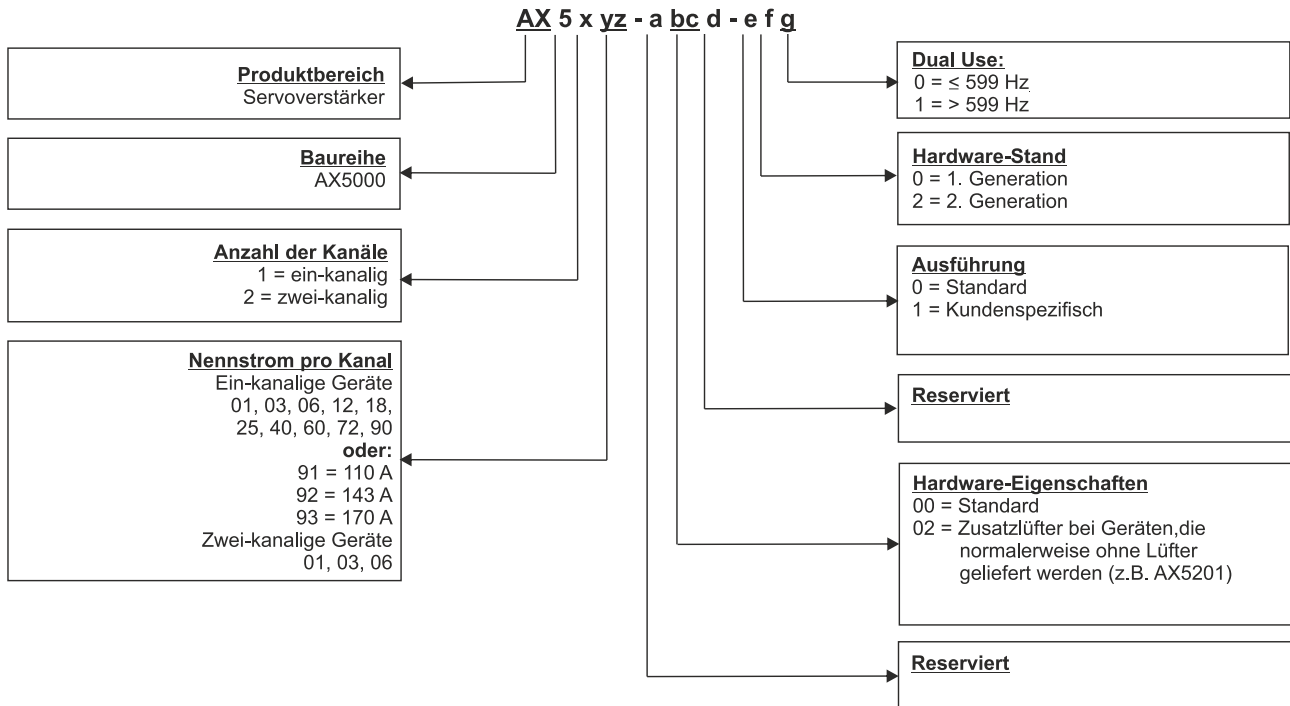 AX 5 x yz - a bc d - e f g
Produktbereich
Servoverstärker
Baureihe
AX5000
Anzahl der Kanäle
1 = ein-kanalig
2 = zwei-kanalig
Nennstrom pro Kanal
Ein-kanalige Geräte
01, 03, 06, 12, 18,
25, 40, 60, 72, 90
oder:
91 = 110 A
92 = 143 A
93 = 170 A
Zwei-kanalige Geräte
01, 03, 06
Dual Use:
0 = ≤ 599 Hz
1 = > 599 Hz
Hardware-Stand
0 = 1. Generation
2 = 2. Generation
Ausführung
0 = Standard
1 = Kundenspezifisch
Reserviert
Hardware-Eigenschaften
00 = Standard
02 = Zusatzlüfter bei Geräten,die
normalerweise ohne Lüfter
geliefert werden (z.B. AX5201)
Reserviert